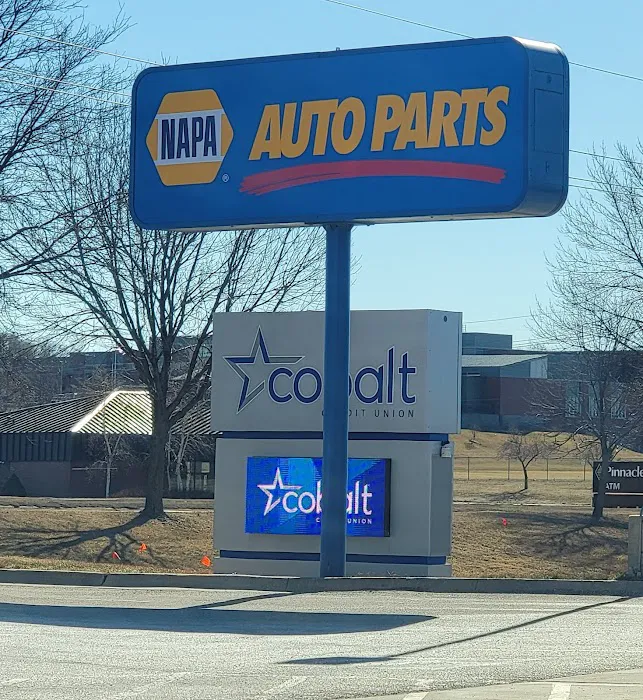 NAPA AUTO PARTS
®
cobalt
CREDIT UNION
cobalt
CREDIT UNION
Pinnacle
ATM